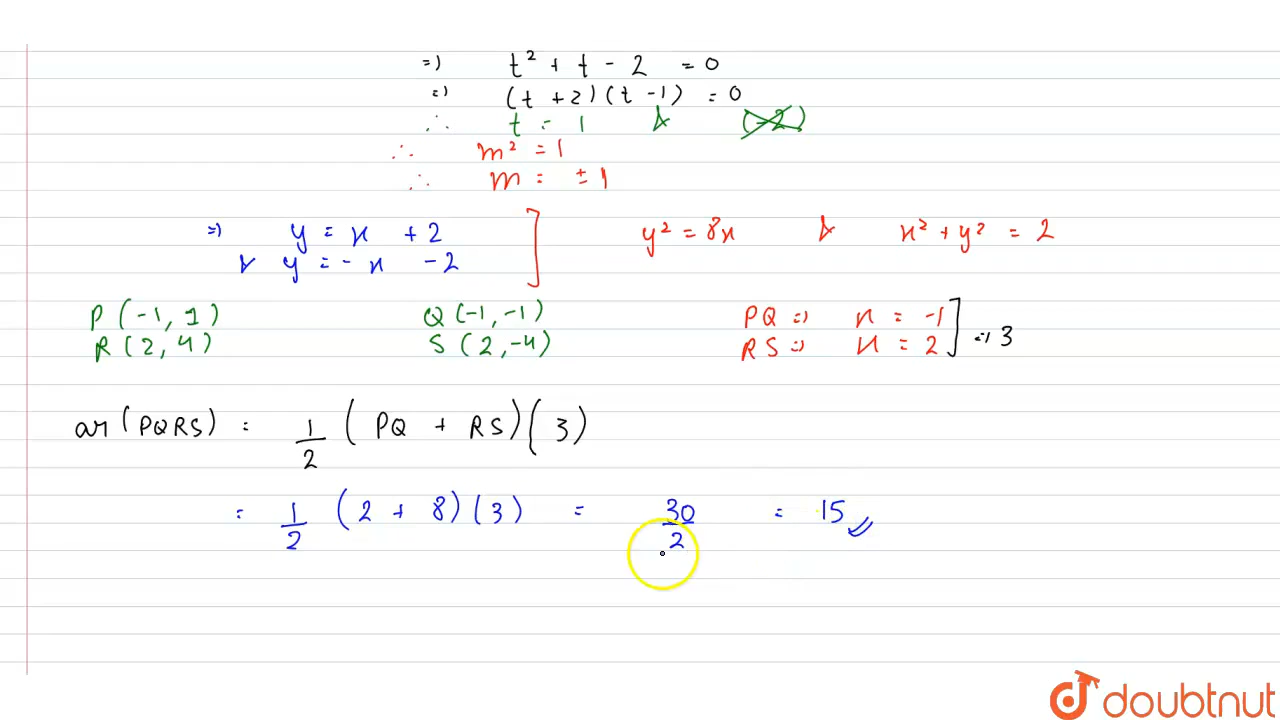 =) t² + t - 2 = 0
=) (t + 2)(t - 1) = 0
∴ t = 1 & (-2)
∴ m² = 1
∴ m = ± 1
=) y = x + 2
& y = - x - 2
y² = 8x & x² + y² = 2
P (-1, 1) Q (-1, -1) PQ =) x = -1
R (2, 4) S (2, -4) RS =) x = 2 =) 3
ar (PQRS) = 1/2 (PQ + RS)(3)
= 1/2 (2 + 8)(3) = 30/2 = 15
doubtnut